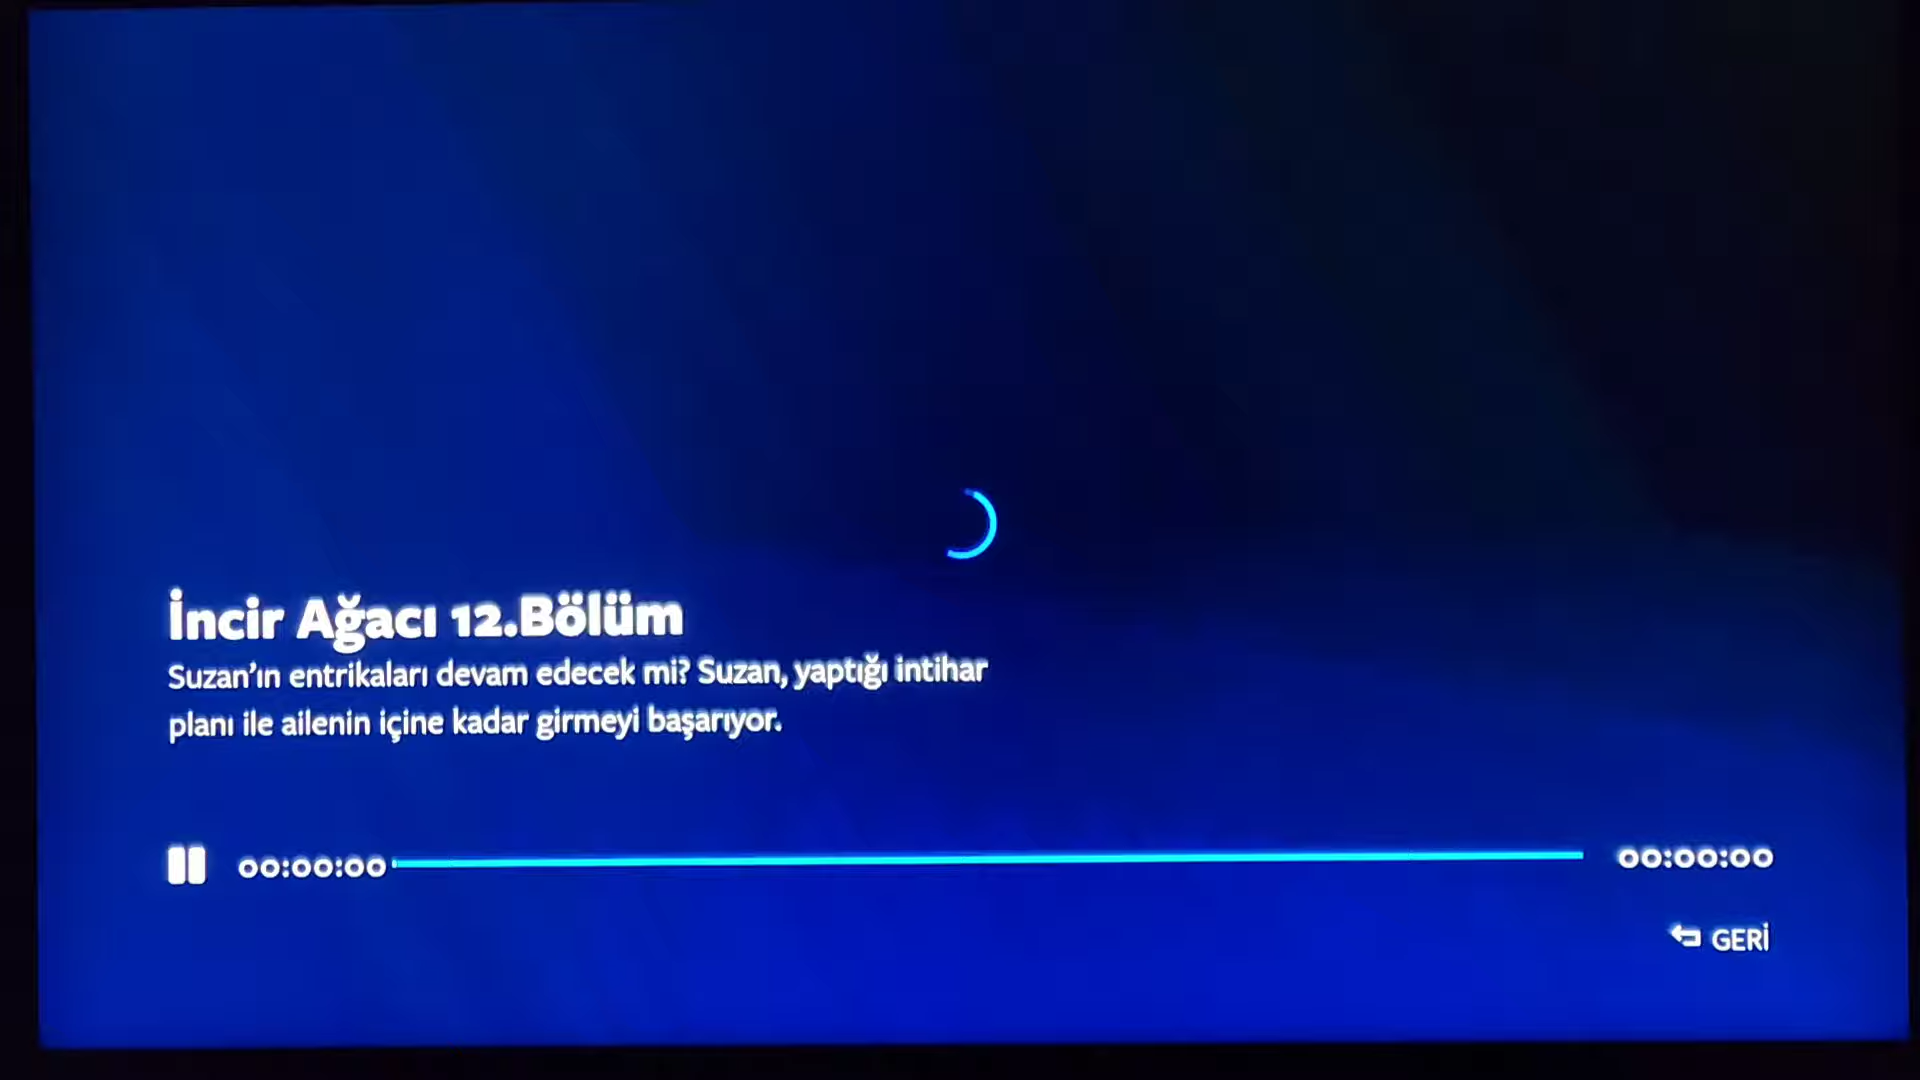 İncir Ağacı 12.Bölüm
Suzan'ın entrikaları devam edecek mi? Suzan, yaptığı intihar
planı ile ailenin içine kadar girmeyi başarıyor.
00:00:00 00:00:00
GERİ